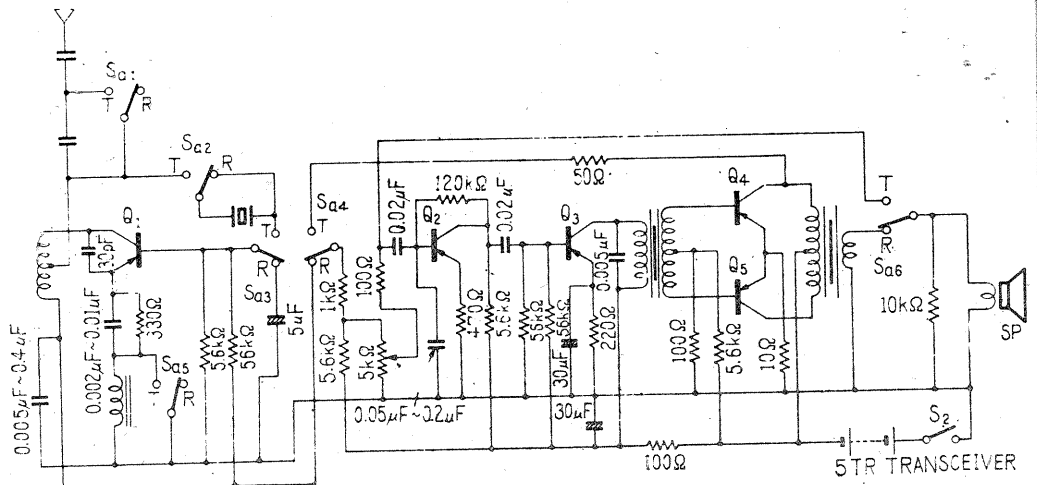 Sa1
T
R
Sa2
T
R
Sa4
T
R
T
R
Sa3
Q1
30PF
0.002μF~0.01μF
330Ω
Sa5
R
0.005μF~0.4μF
5.6kΩ
56kΩ
5μF
1kΩ
5.6kΩ
5kΩ
100Ω
0.02μF
120kΩ
Q2
0.02μF
0.05μF~0.2μF
5.6kΩ
Q3
56kΩ
30μF
220Ω
30μF
0.005μF
50Ω
Q4
Q5
100Ω
5.6kΩ
10Ω
100Ω
T
R
Sa6
10kΩ
SP
S2
5TR TRANSCEIVER